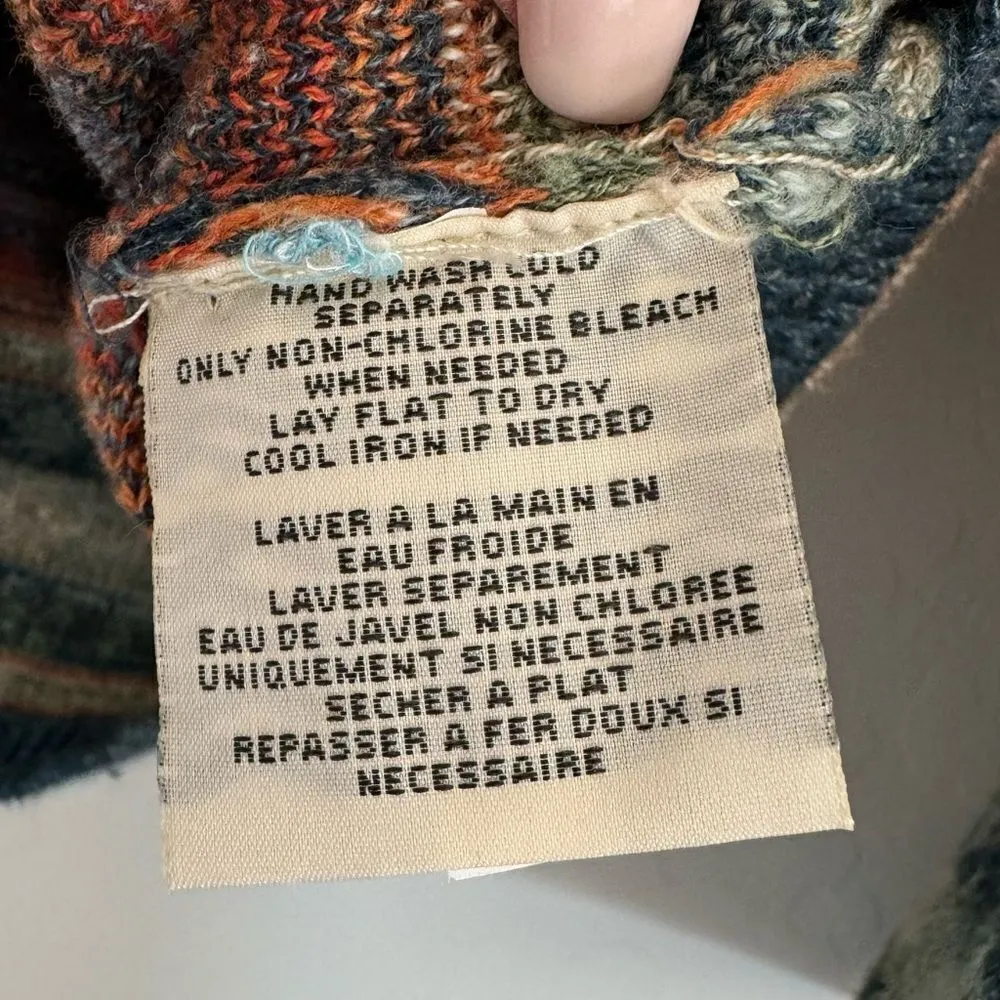 HAND WASH COLD
SEPARATELY
ONLY NON-CHLORINE BLEACH
WHEN NEEDED
LAY FLAT TO DRY
COOL IRON IF NEEDED
LAVER A LA MAIN EN
EAU FROIDE
LAVER SEPAREMENT
EAU DE JAVEL NON CHLOREE
UNIQUEMENT SI NECESSAIRE
SECHER A PLAT
REPASSER A FER DOUX SI
NECESSAIRE